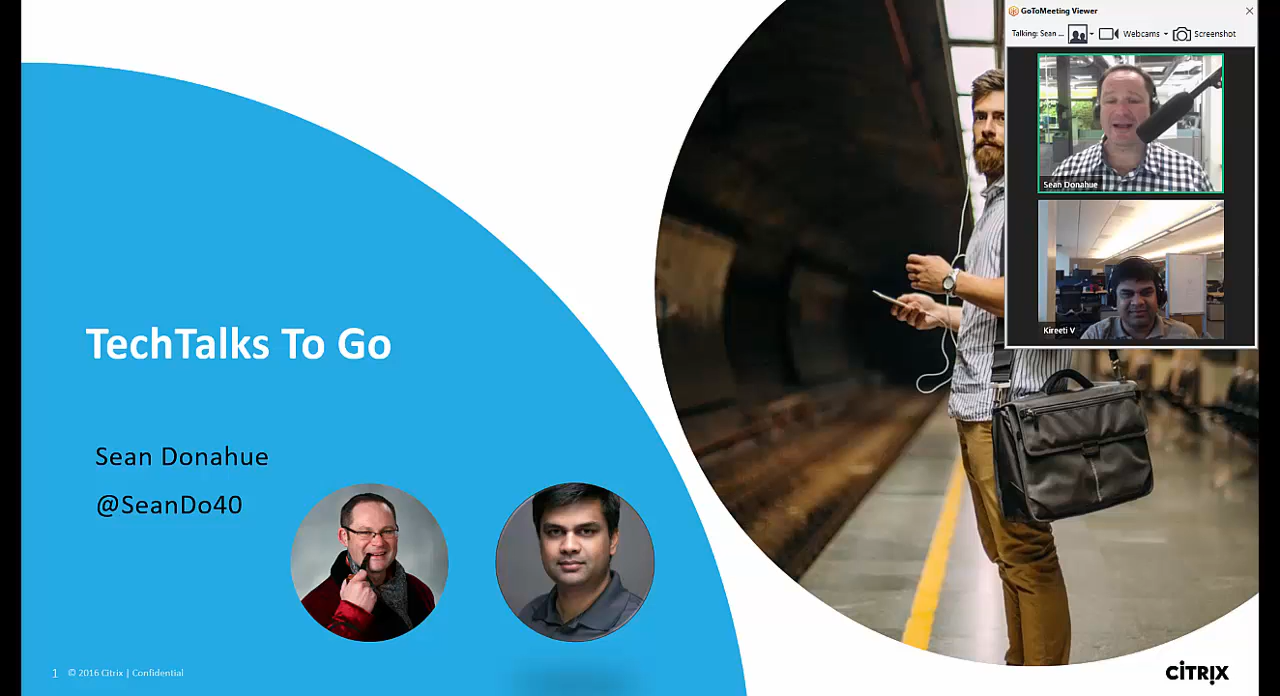 GoToMeeting Viewer
Talking: Sean ...
Webcams
Screenshot
Sean Donahue
Kireeti V
TechTalks To Go
Sean Donahue
@SeanDo40
1 © 2016 Citrix | Confidential
CITRIX